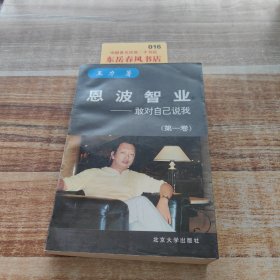 016
东岳春风书店
王力 著
恩波智业
——敢对自己说我
(第一卷)
北京大学出版社